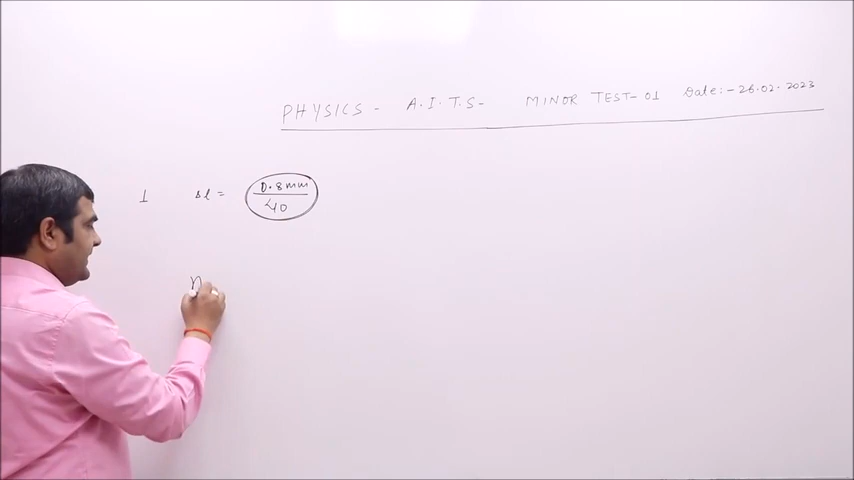 PHYSICS - A.I.T.S- MINOR TEST-01 Date:-26.02.2023
1 Δl = 0.8mm
40
n